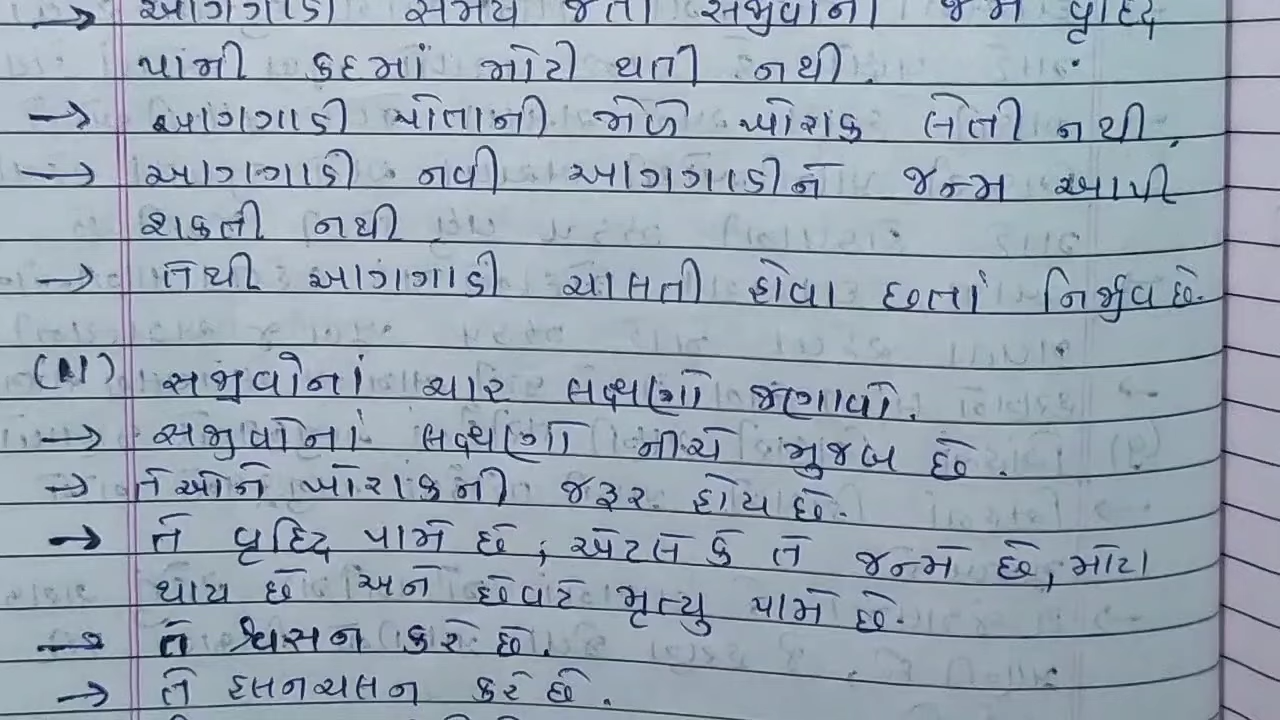 → આગગાડી સમય જતાં સજીવોની જેમ વૃદ્ધિ
પામી કદમાં મોટી થતી નથી.
→ આગગાડી પોતાની મેળે ખોરાક લેતી નથી.
→ આગગાડી નવી આગગાડીને જન્મ આપી
શકતી નથી.
→ તેથી આગગાડી ચાલતી હોવા છતાં નિર્જીવ છે.
(11) સજીવોનાં ચાર લક્ષણો જણાવો.
→ સજીવોનાં લક્ષણો નીચે મુજબ છે.
→ તેઓને ખોરાકની જરૂર હોય છે.
→ તે વૃદ્ધિ પામે છે, એટલે કે તે જન્મે છે, મોટા
થાય છે અને છેવટે મૃત્યુ પામે છે.
→ તે શ્વસન કરે છે.
→ તે હલનચલન કરે છે.